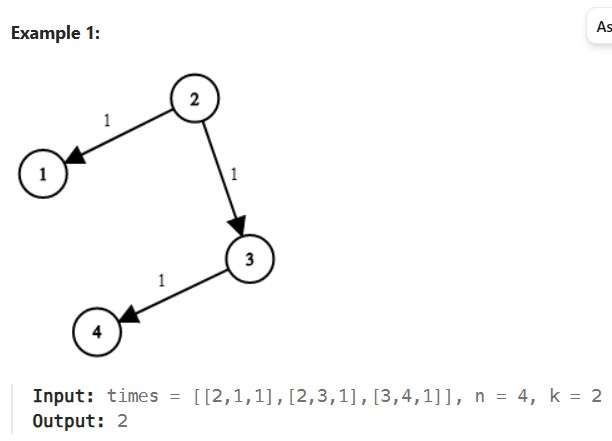 Example 1:
As
2
1
1
1
3
1
4
Input: times = [[2,1,1],[2,3,1],[3,4,1]], n = 4, k = 2
Output: 2